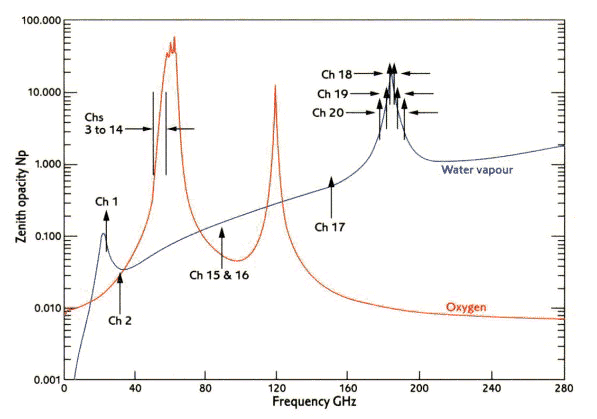 100.000
10.000
1.000
0.100
0.010
0.001
Zenith opacity Np
Ch 18
Ch 19
Ch 20
Chs
3 to 14
Water vapour
Ch 1
Ch 17
Ch 15 & 16
Ch 2
Oxygen
0 40 80 120 160 200 240 280
Frequency GHz